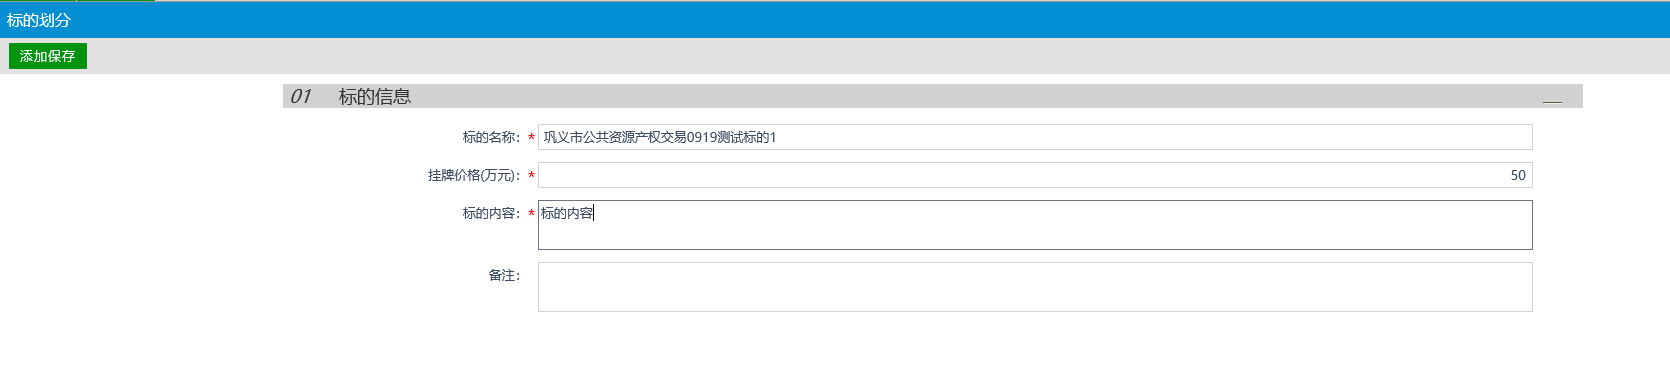 标的划分
添加保存
01 标的信息
标的名称：* 巩义市公共资源产权交易0919测试标的1
挂牌价格(万元)：* 50
标的内容：* 标的内容
备注：